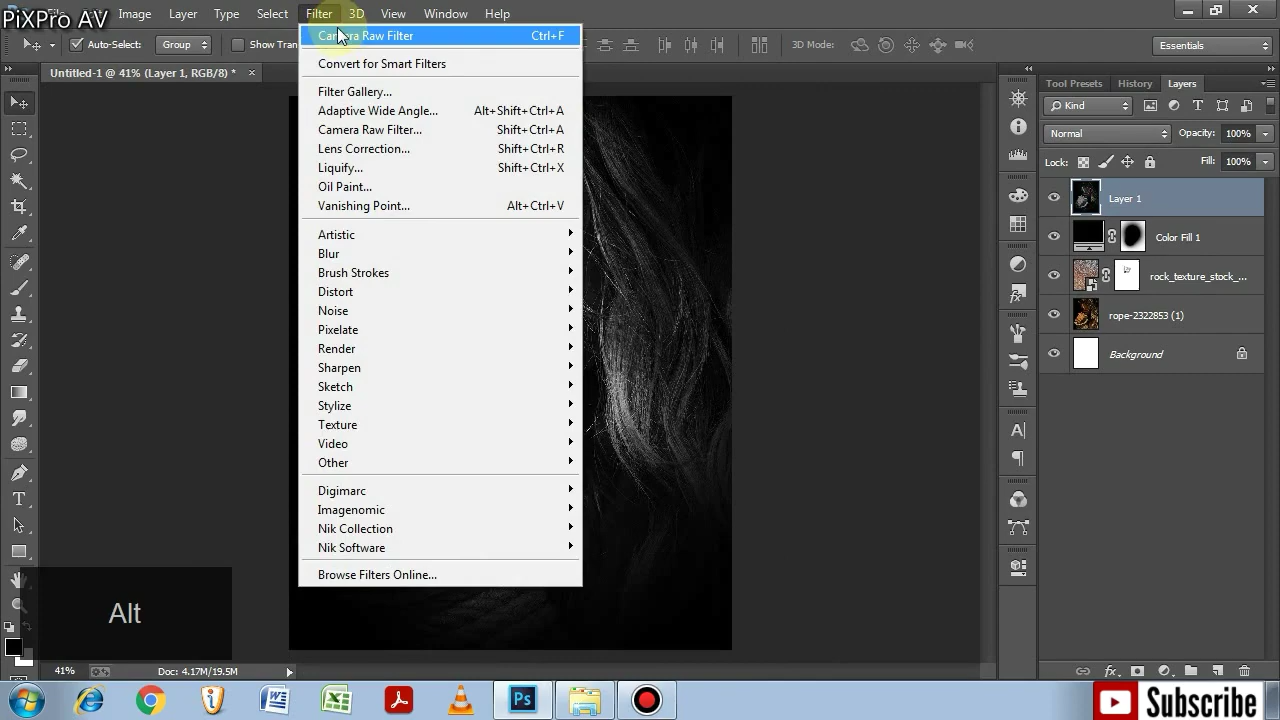 PiXPro AV
Image Layer Type Select Filter 3D View Window Help
Auto-Select: Group Show Tran 3D Mode: Essentials
Untitled-1 @ 41% (Layer 1, RGB/8) * ×
Camera Raw Filter Ctrl+F
Convert for Smart Filters
Filter Gallery...
Adaptive Wide Angle... Alt+Shift+Ctrl+A
Camera Raw Filter... Shift+Ctrl+A
Lens Correction... Shift+Ctrl+R
Liquify... Shift+Ctrl+X
Oil Paint...
Vanishing Point... Alt+Ctrl+V
Artistic
Blur
Brush Strokes
Distort
Noise
Pixelate
Render
Sharpen
Sketch
Stylize
Texture
Video
Other
Digimarc
Imagenomic
Nik Collection
Nik Software
Browse Filters Online...
Tool Presets History Layers
Kind
Normal Opacity: 100%
Lock: Fill: 100%
Layer 1
Color Fill 1
rock_texture_stock_...
rope-2322853 (1)
Background
Alt
41% Doc: 4.17M/19.5M
Ps
Subscribe